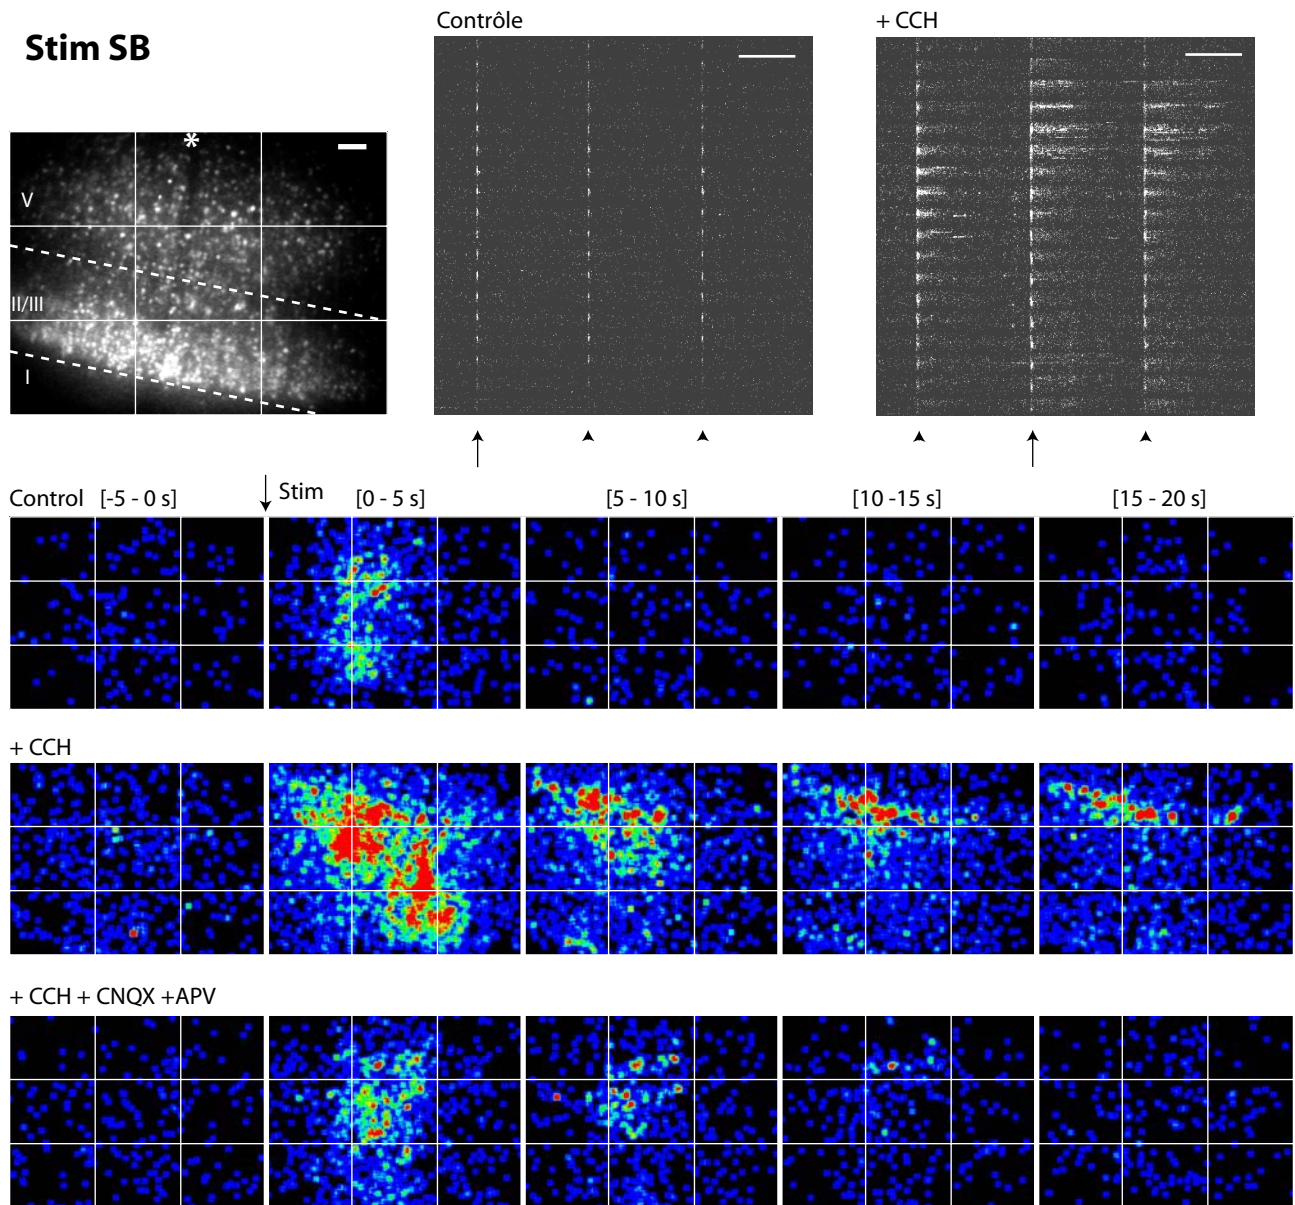 Stim SB
Contrôle
+ CCH
*
V
II/III
I
Control [-5 - 0 s] Stim [0 - 5 s] [5 - 10 s] [10 -15 s] [15 - 20 s]
+ CCH
+ CCH + CNQX +APV